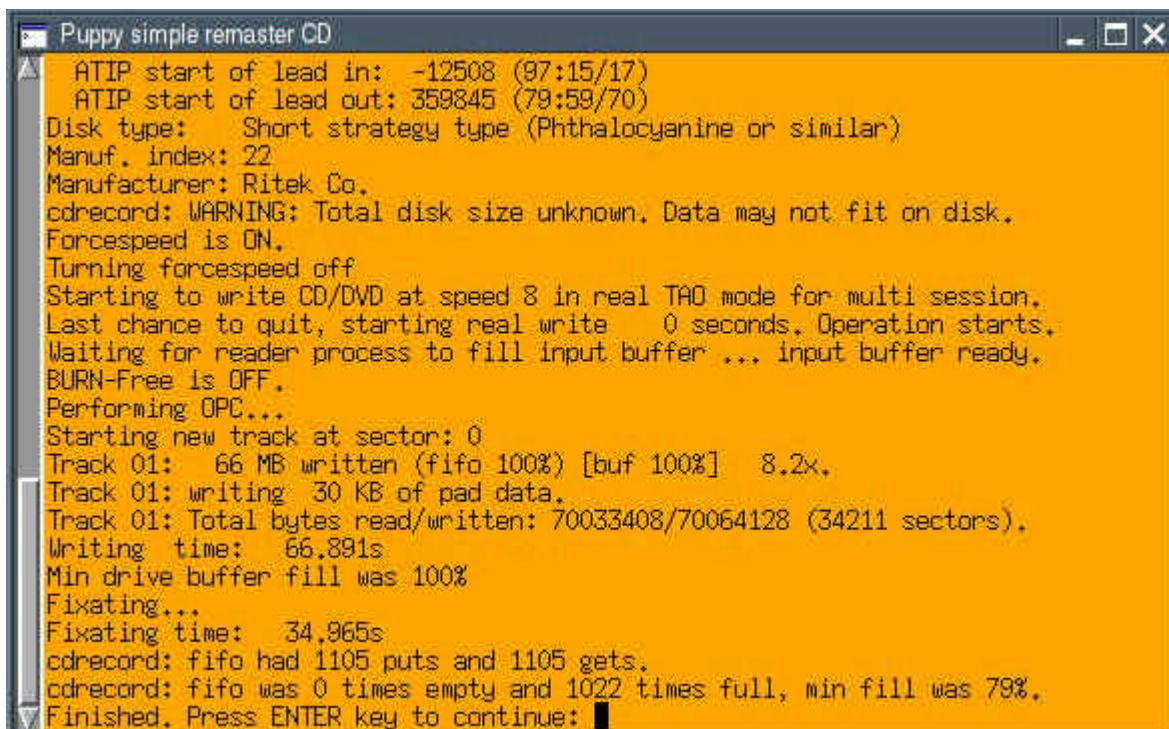 Puppy simple remaster CD
ATIP start of lead in:  -12508 (97:15/17)
ATIP start of lead out: 359845 (79:59/70)
Disk type:    Short strategy type (Phthalocyanine or similar)
Manuf. index: 22
Manufacturer: Ritek Co.
cdrecord: WARNING: Total disk size unknown. Data may not fit on disk.
Forcespeed is ON.
Turning forcespeed off
Starting to write CD/DVD at speed 8 in real TAO mode for multi session.
Last chance to quit, starting real write    0 seconds. Operation starts.
Waiting for reader process to fill input buffer ... input buffer ready.
BURN-Free is OFF.
Performing OPC...
Starting new track at sector: 0
Track 01:   66 MB written (fifo 100%) [buf 100%]   8.2x.
Track 01: writing  30 KB of pad data.
Track 01: Total bytes read/written: 70033408/70064128 (34211 sectors).
Writing  time:   66.891s
Min drive buffer fill was 100%
Fixating...
Fixating time:   34.965s
cdrecord: fifo had 1105 puts and 1105 gets.
cdrecord: fifo was 0 times empty and 1022 times full, min fill was 79%.
Finished. Press ENTER key to continue: